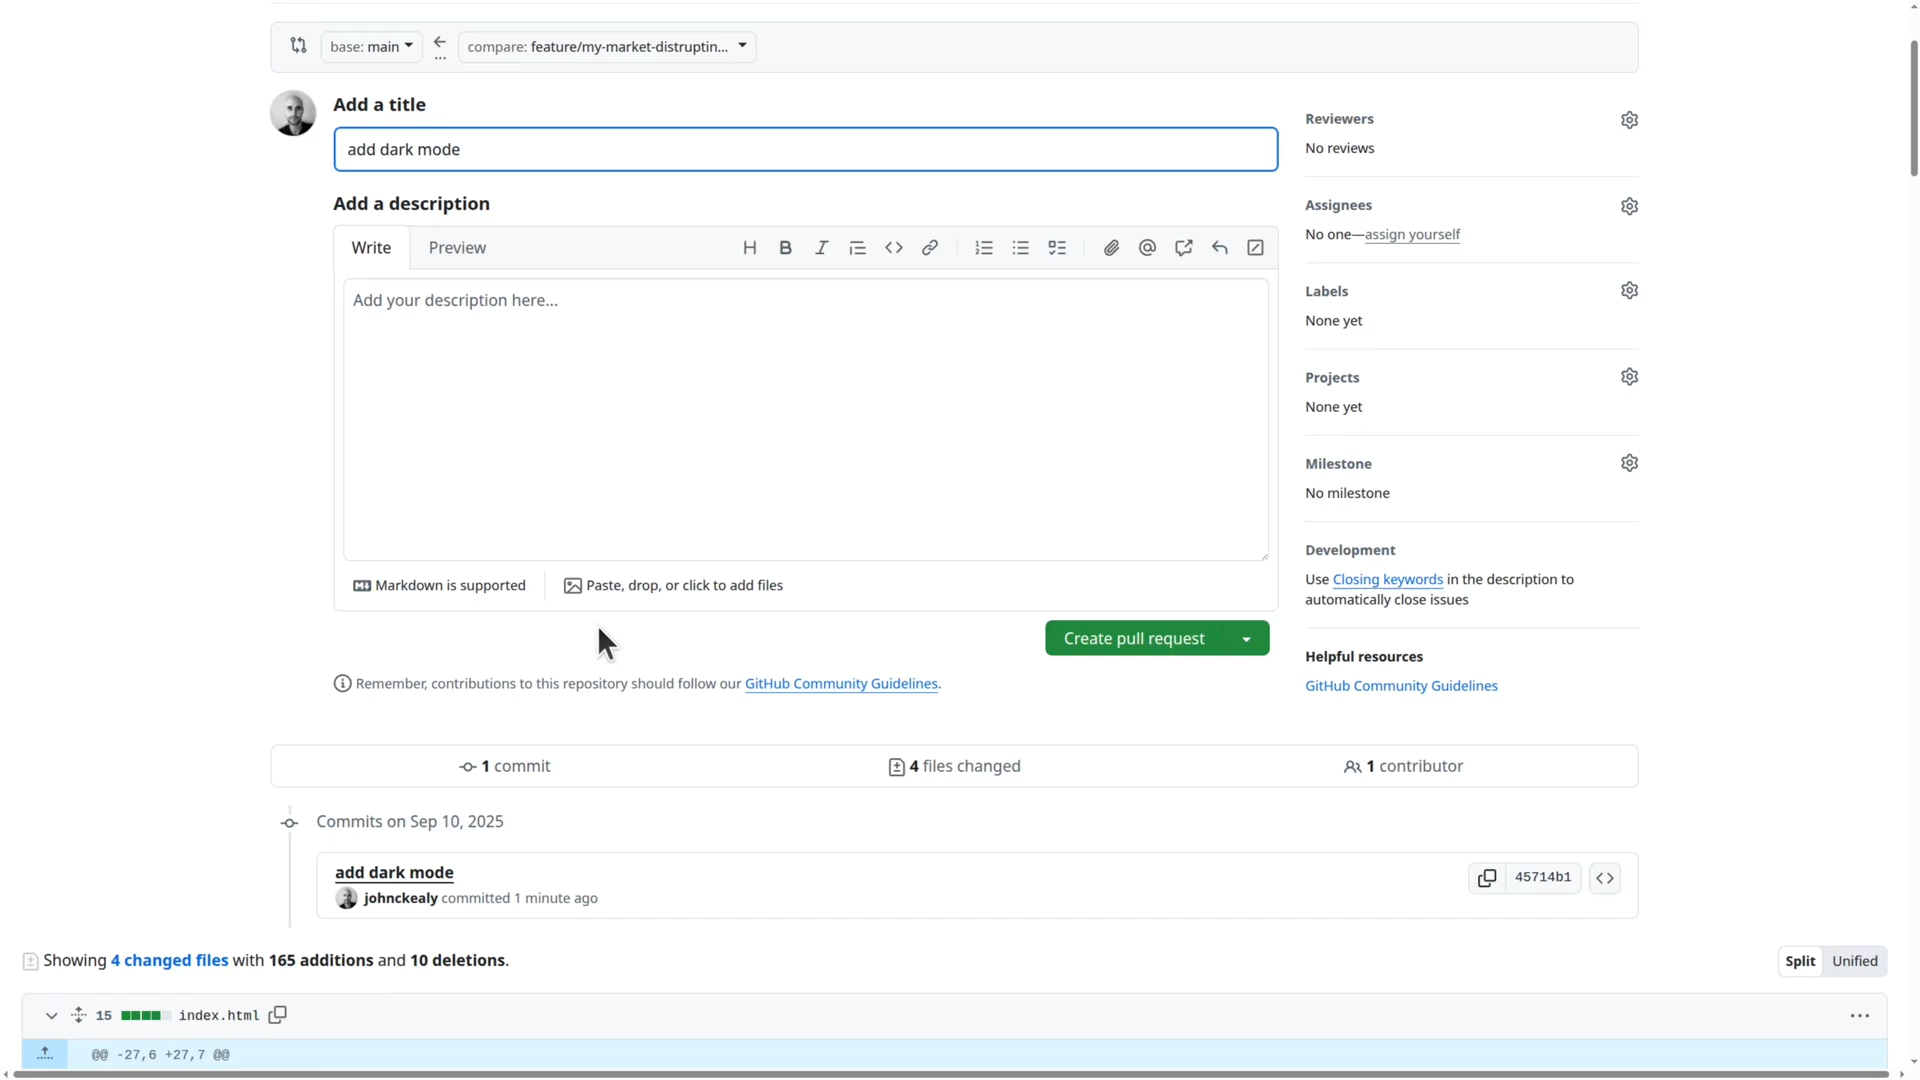 base: main
compare: feature/my-market-distruptin...
Add a title
add dark mode
Add a description
Write
Preview
Add your description here...
Markdown is supported
Paste, drop, or click to add files
Create pull request
Remember, contributions to this repository should follow our GitHub Community Guidelines.
Reviewers
No reviews
Assignees
No one—assign yourself
Labels
None yet
Projects
None yet
Milestone
No milestone
Development
Use Closing keywords in the description to
automatically close issues
Helpful resources
GitHub Community Guidelines
1 commit
4 files changed
1 contributor
Commits on Sep 10, 2025
add dark mode
johnckealy committed 1 minute ago
45714b1
Showing 4 changed files with 165 additions and 10 deletions.
Split
Unified
15
index.html
@@ -27,6 +27,7 @@